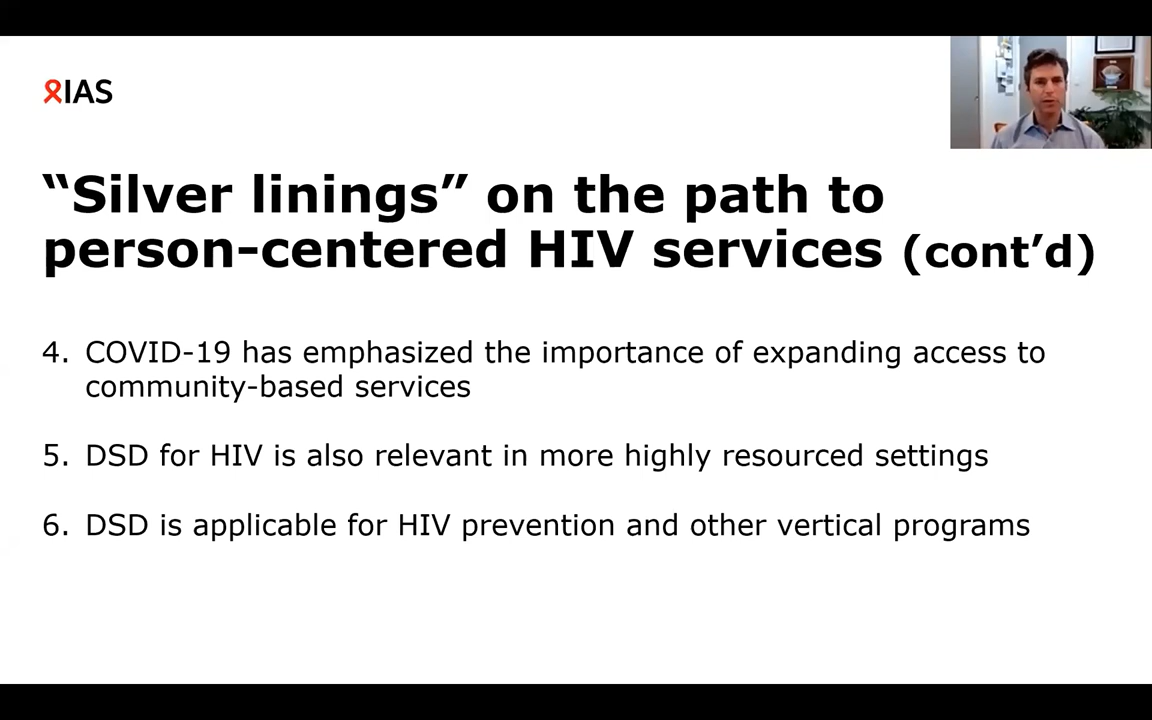 IAS
“Silver linings” on the path to
person-centered HIV services (cont’d)
4. COVID-19 has emphasized the importance of expanding access to
community-based services
5. DSD for HIV is also relevant in more highly resourced settings
6. DSD is applicable for HIV prevention and other vertical programs